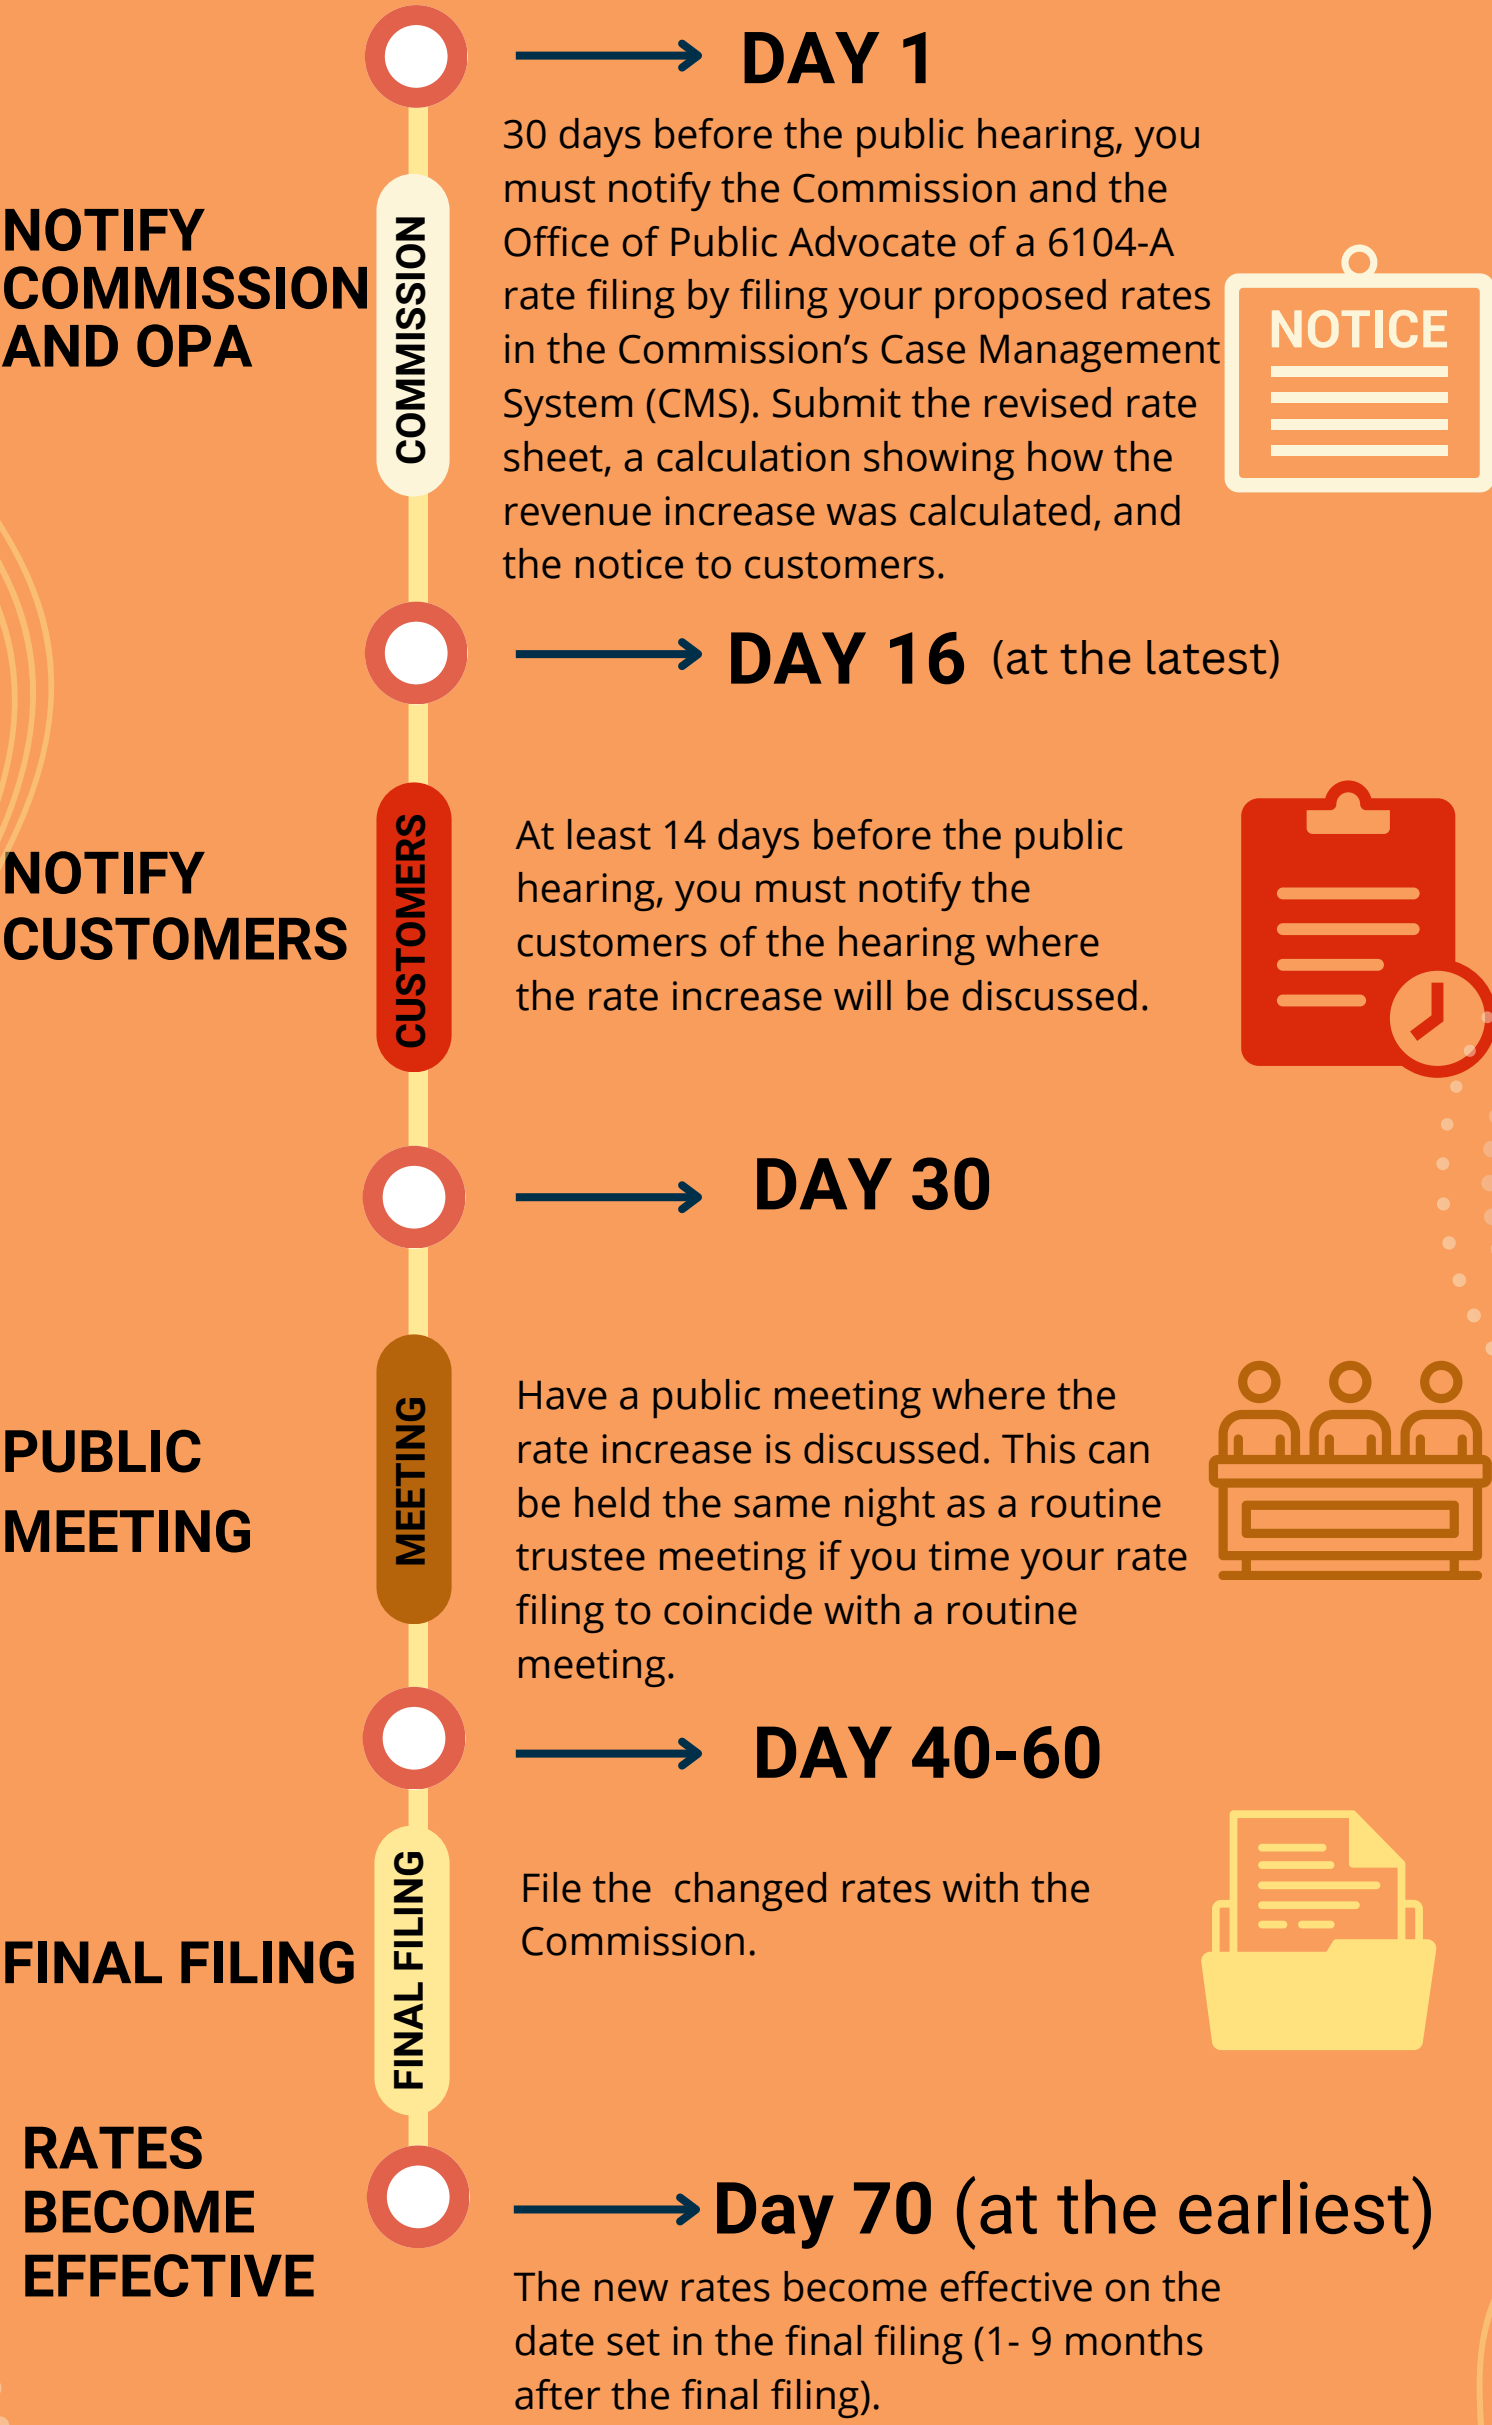 DAY 1
NOTIFY
COMMISSION
AND OPA
COMMISSION
30 days before the public hearing, you
must notify the Commission and the
Office of Public Advocate of a 6104-A
rate filing by filing your proposed rates
in the Commission’s Case Management
System (CMS). Submit the revised rate
sheet, a calculation showing how the
revenue increase was calculated, and
the notice to customers.
NOTICE
DAY 16 (at the latest)
NOTIFY
CUSTOMERS
CUSTOMERS
At least 14 days before the public
hearing, you must notify the
customers of the hearing where
the rate increase will be discussed.
DAY 30
PUBLIC
MEETING
MEETING
Have a public meeting where the
rate increase is discussed. This can
be held the same night as a routine
trustee meeting if you time your rate
filing to coincide with a routine
meeting.
DAY 40-60
FINAL FILING
FINAL FILING
File the  changed rates with the
Commission.
RATES
BECOME
EFFECTIVE
Day 70 (at the earliest)
The new rates become effective on the
date set in the final filing (1- 9 months
after the final filing).